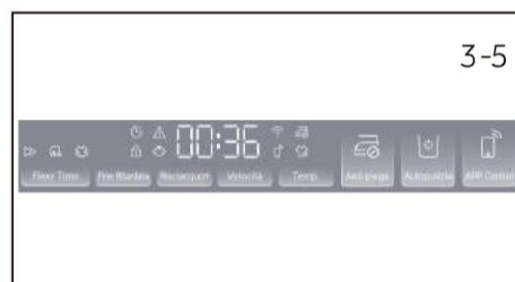 3-5
00:36
Flexy Time Fine Ritardata Risciacquo+ Velocità Temp. Anti-piega Autopulizia APP Control